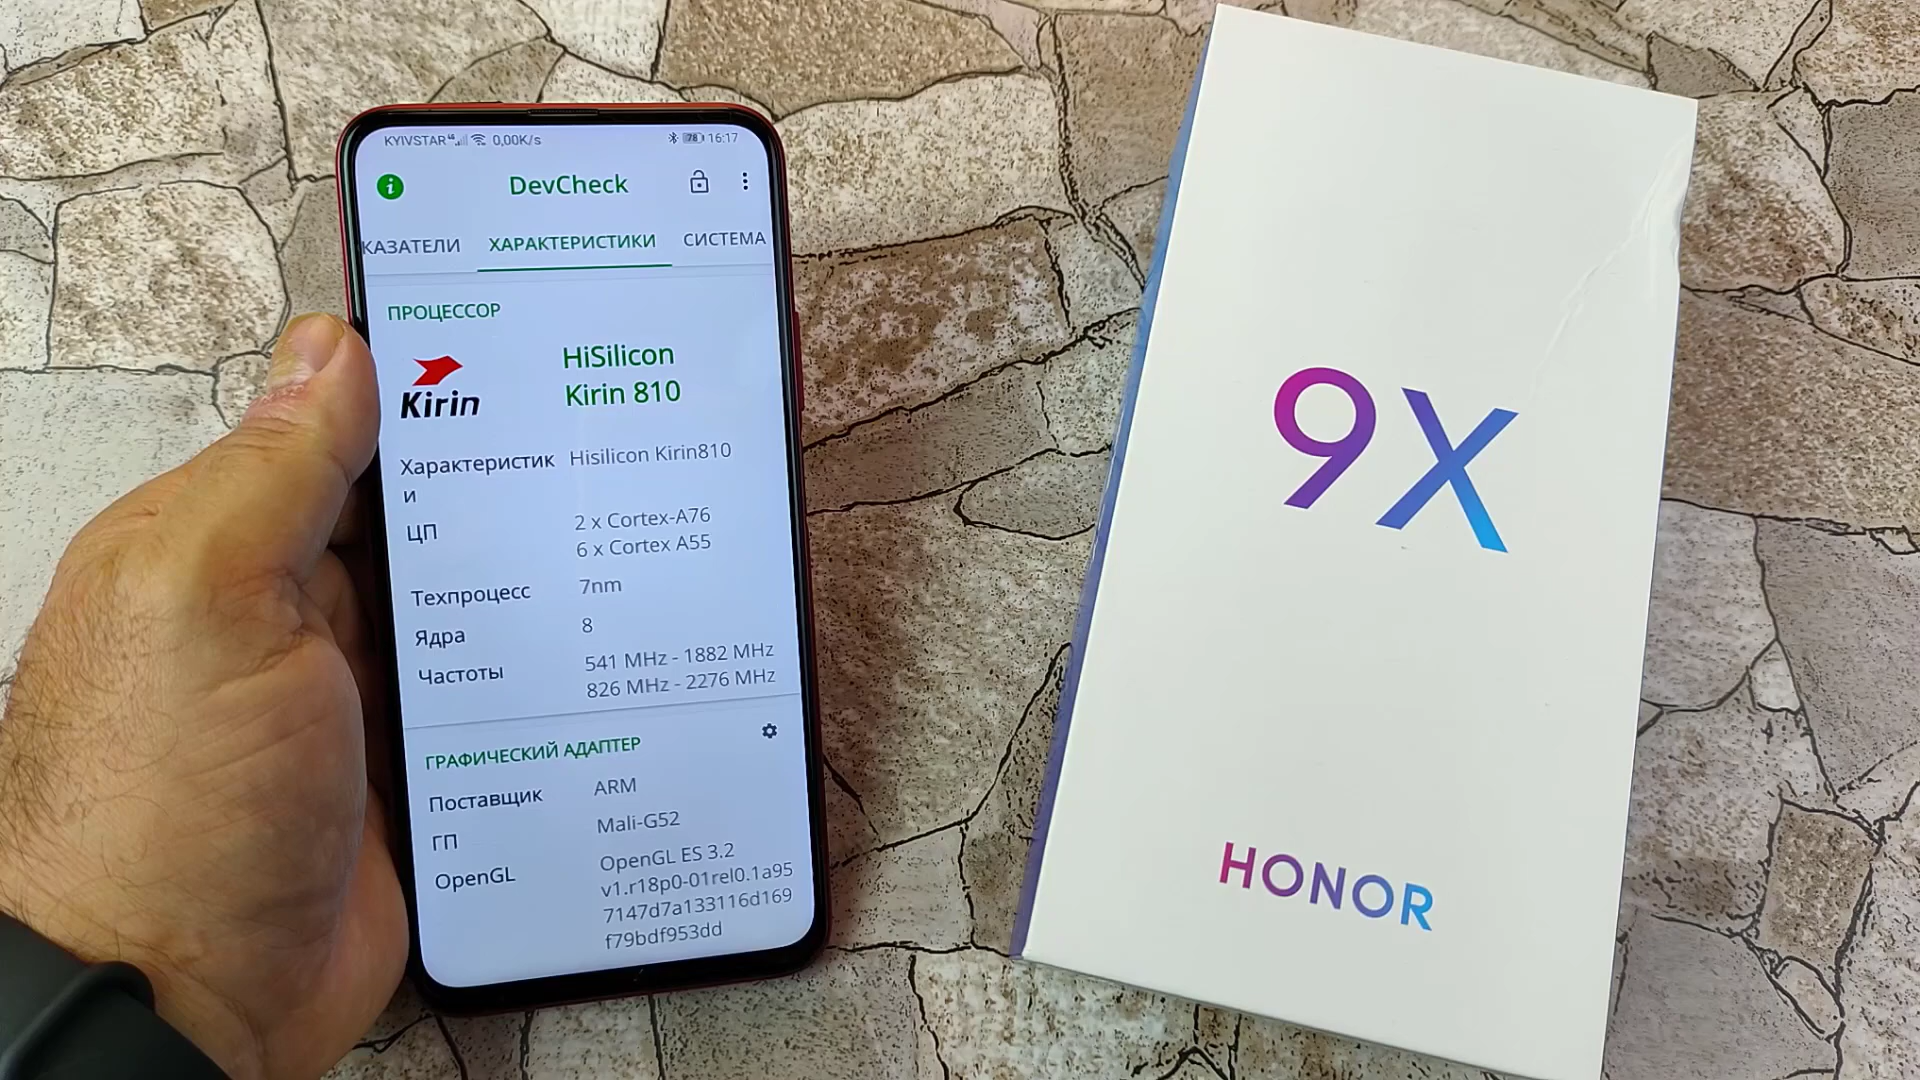 KYIVSTAR 4G 0,00K/s 78 16:17
DevCheck
КАЗАТЕЛИ ХАРАКТЕРИСТИКИ СИСТЕМА
ПРОЦЕССОР
Kirin
HiSilicon
Kirin 810
Характеристик Hisilicon Kirin810
и
ЦП 2 x Cortex-A76
6 x Cortex A55
Техпроцесс 7nm
Ядра 8
Частоты 541 MHz - 1882 MHz
826 MHz - 2276 MHz
ГРАФИЧЕСКИЙ АДАПТЕР
Поставщик ARM
ГП Mali-G52
OpenGL OpenGL ES 3.2
v1.r18p0-01rel0.1a95
7147d7a133116d169
f79bdf953dd
9X
HONOR